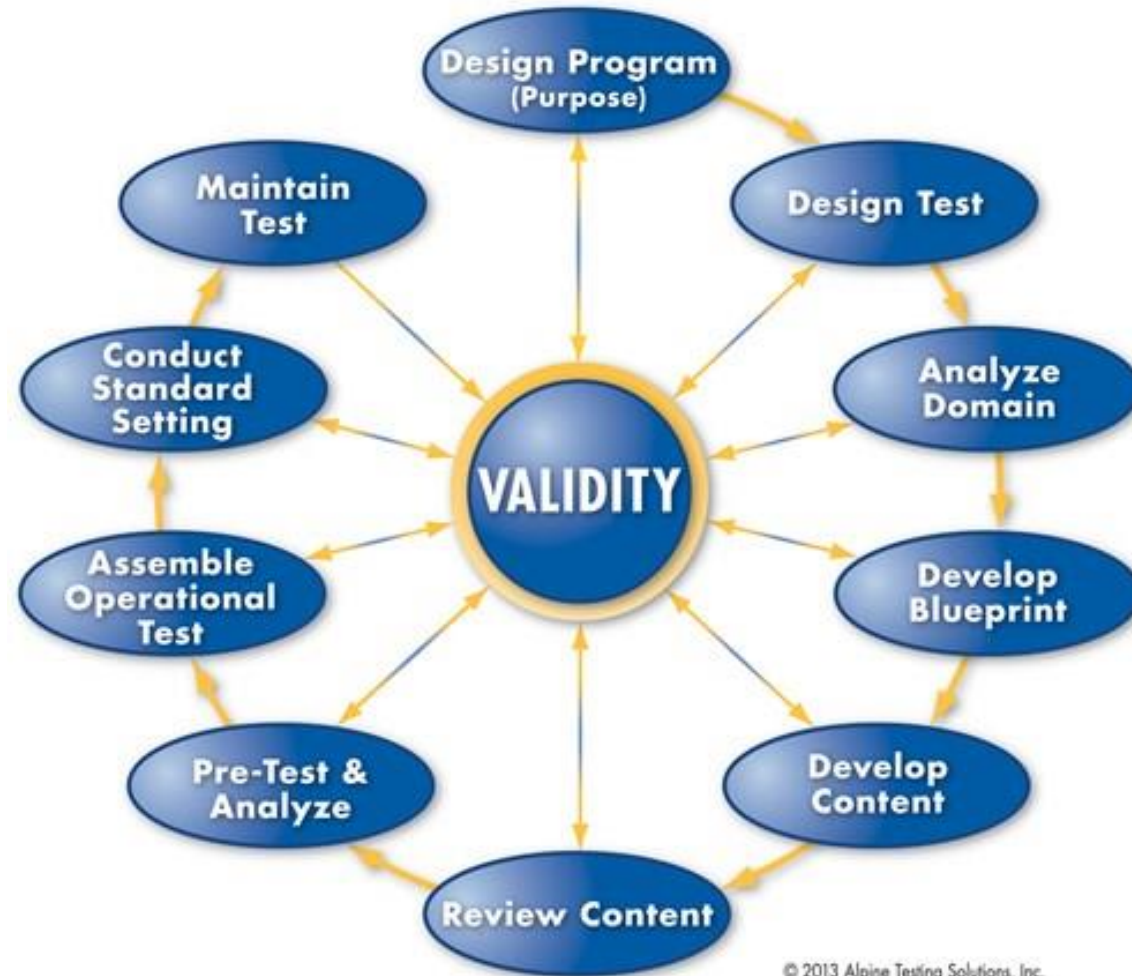 Design Program
(Purpose)
Design Test
Analyze
Domain
Develop
Blueprint
Develop
Content
Review Content
Pre-Test &
Analyze
Assemble
Operational
Test
Conduct
Standard
Setting
Maintain
Test
VALIDITY
© 2013 Alpine Testing Solutions, Inc.